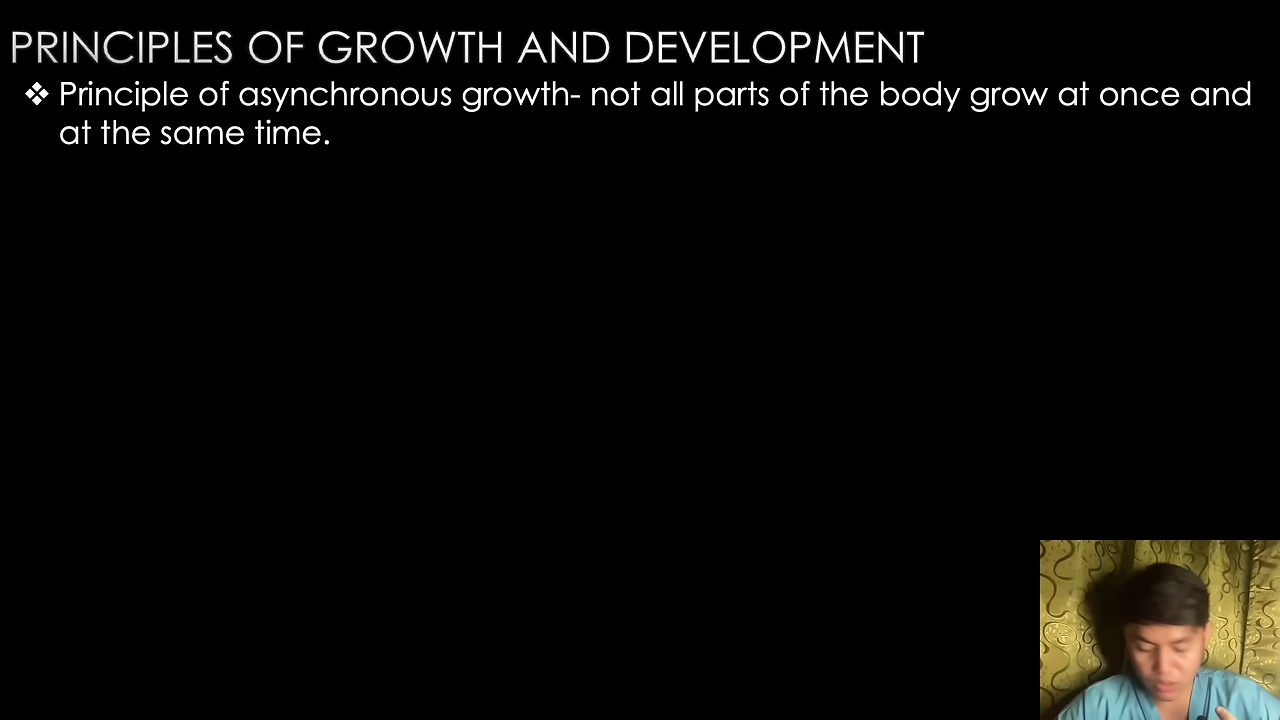 PRINCIPLES OF GROWTH AND DEVELOPMENT
❖ Principle of asynchronous growth- not all parts of the body grow at once and
at the same time.